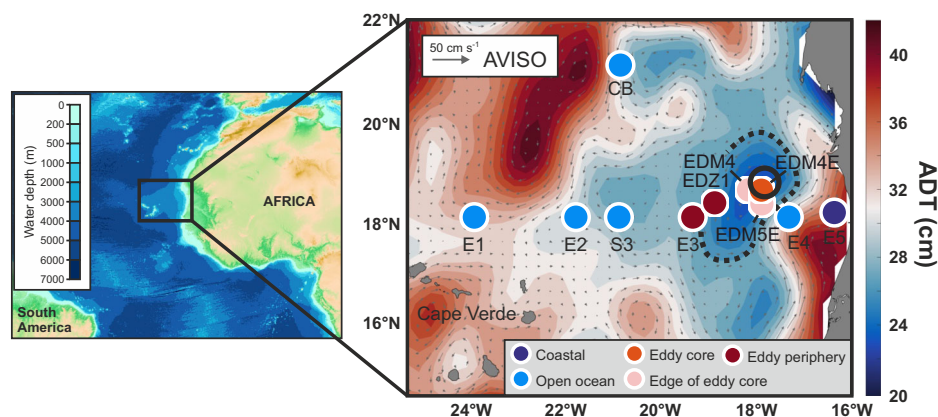 0
200
500
1000
2000
3000
4000
5000
6000
7000
Water depth (m)
AFRICA
South
America
22°N
20°N
18°N
16°N
50 cm s⁻¹
AVISO
CB
EDM4
EDM4E
EDZ1
E1
E2
S3
E3
EDM5E
E4
E5
Cape Verde
Coastal
Eddy core
Eddy periphery
Open ocean
Edge of eddy core
24°W
22°W
20°W
18°W
16°W
40
36
32
28
24
20
ADT (cm)